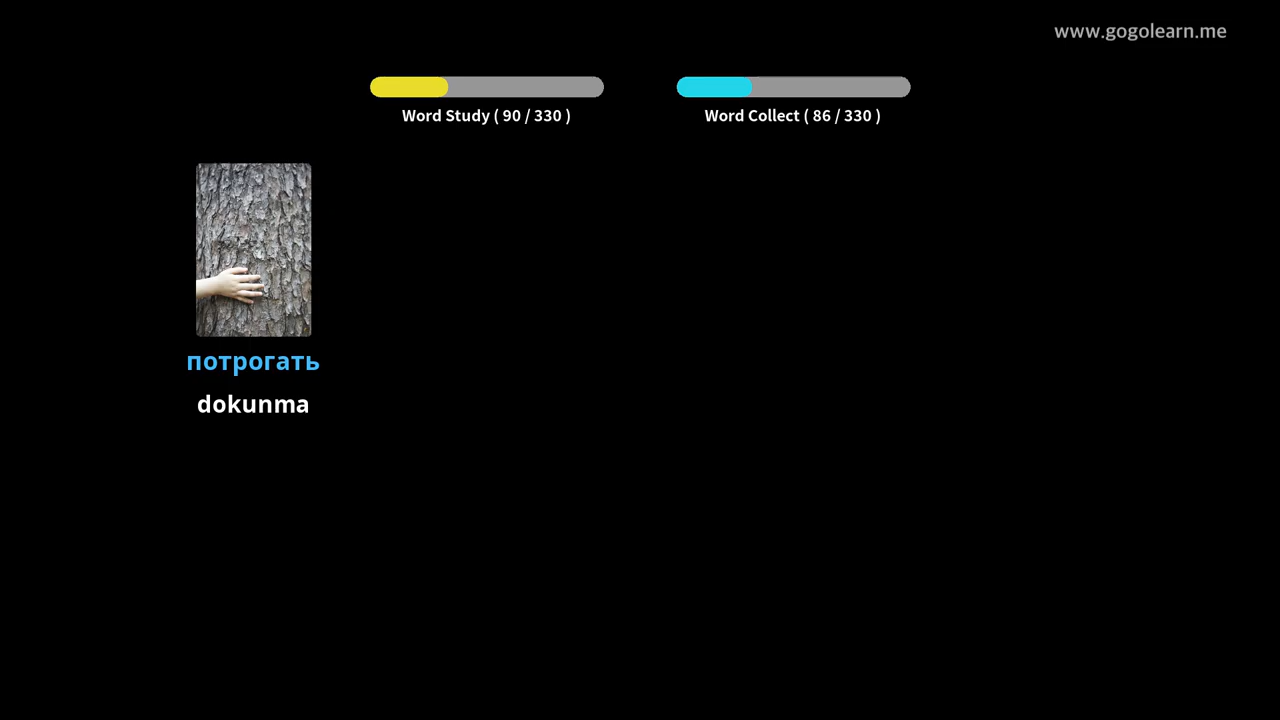 www.gogolearn.me
Word Study ( 90 / 330 )
Word Collect ( 86 / 330 )
потрогать
dokunma